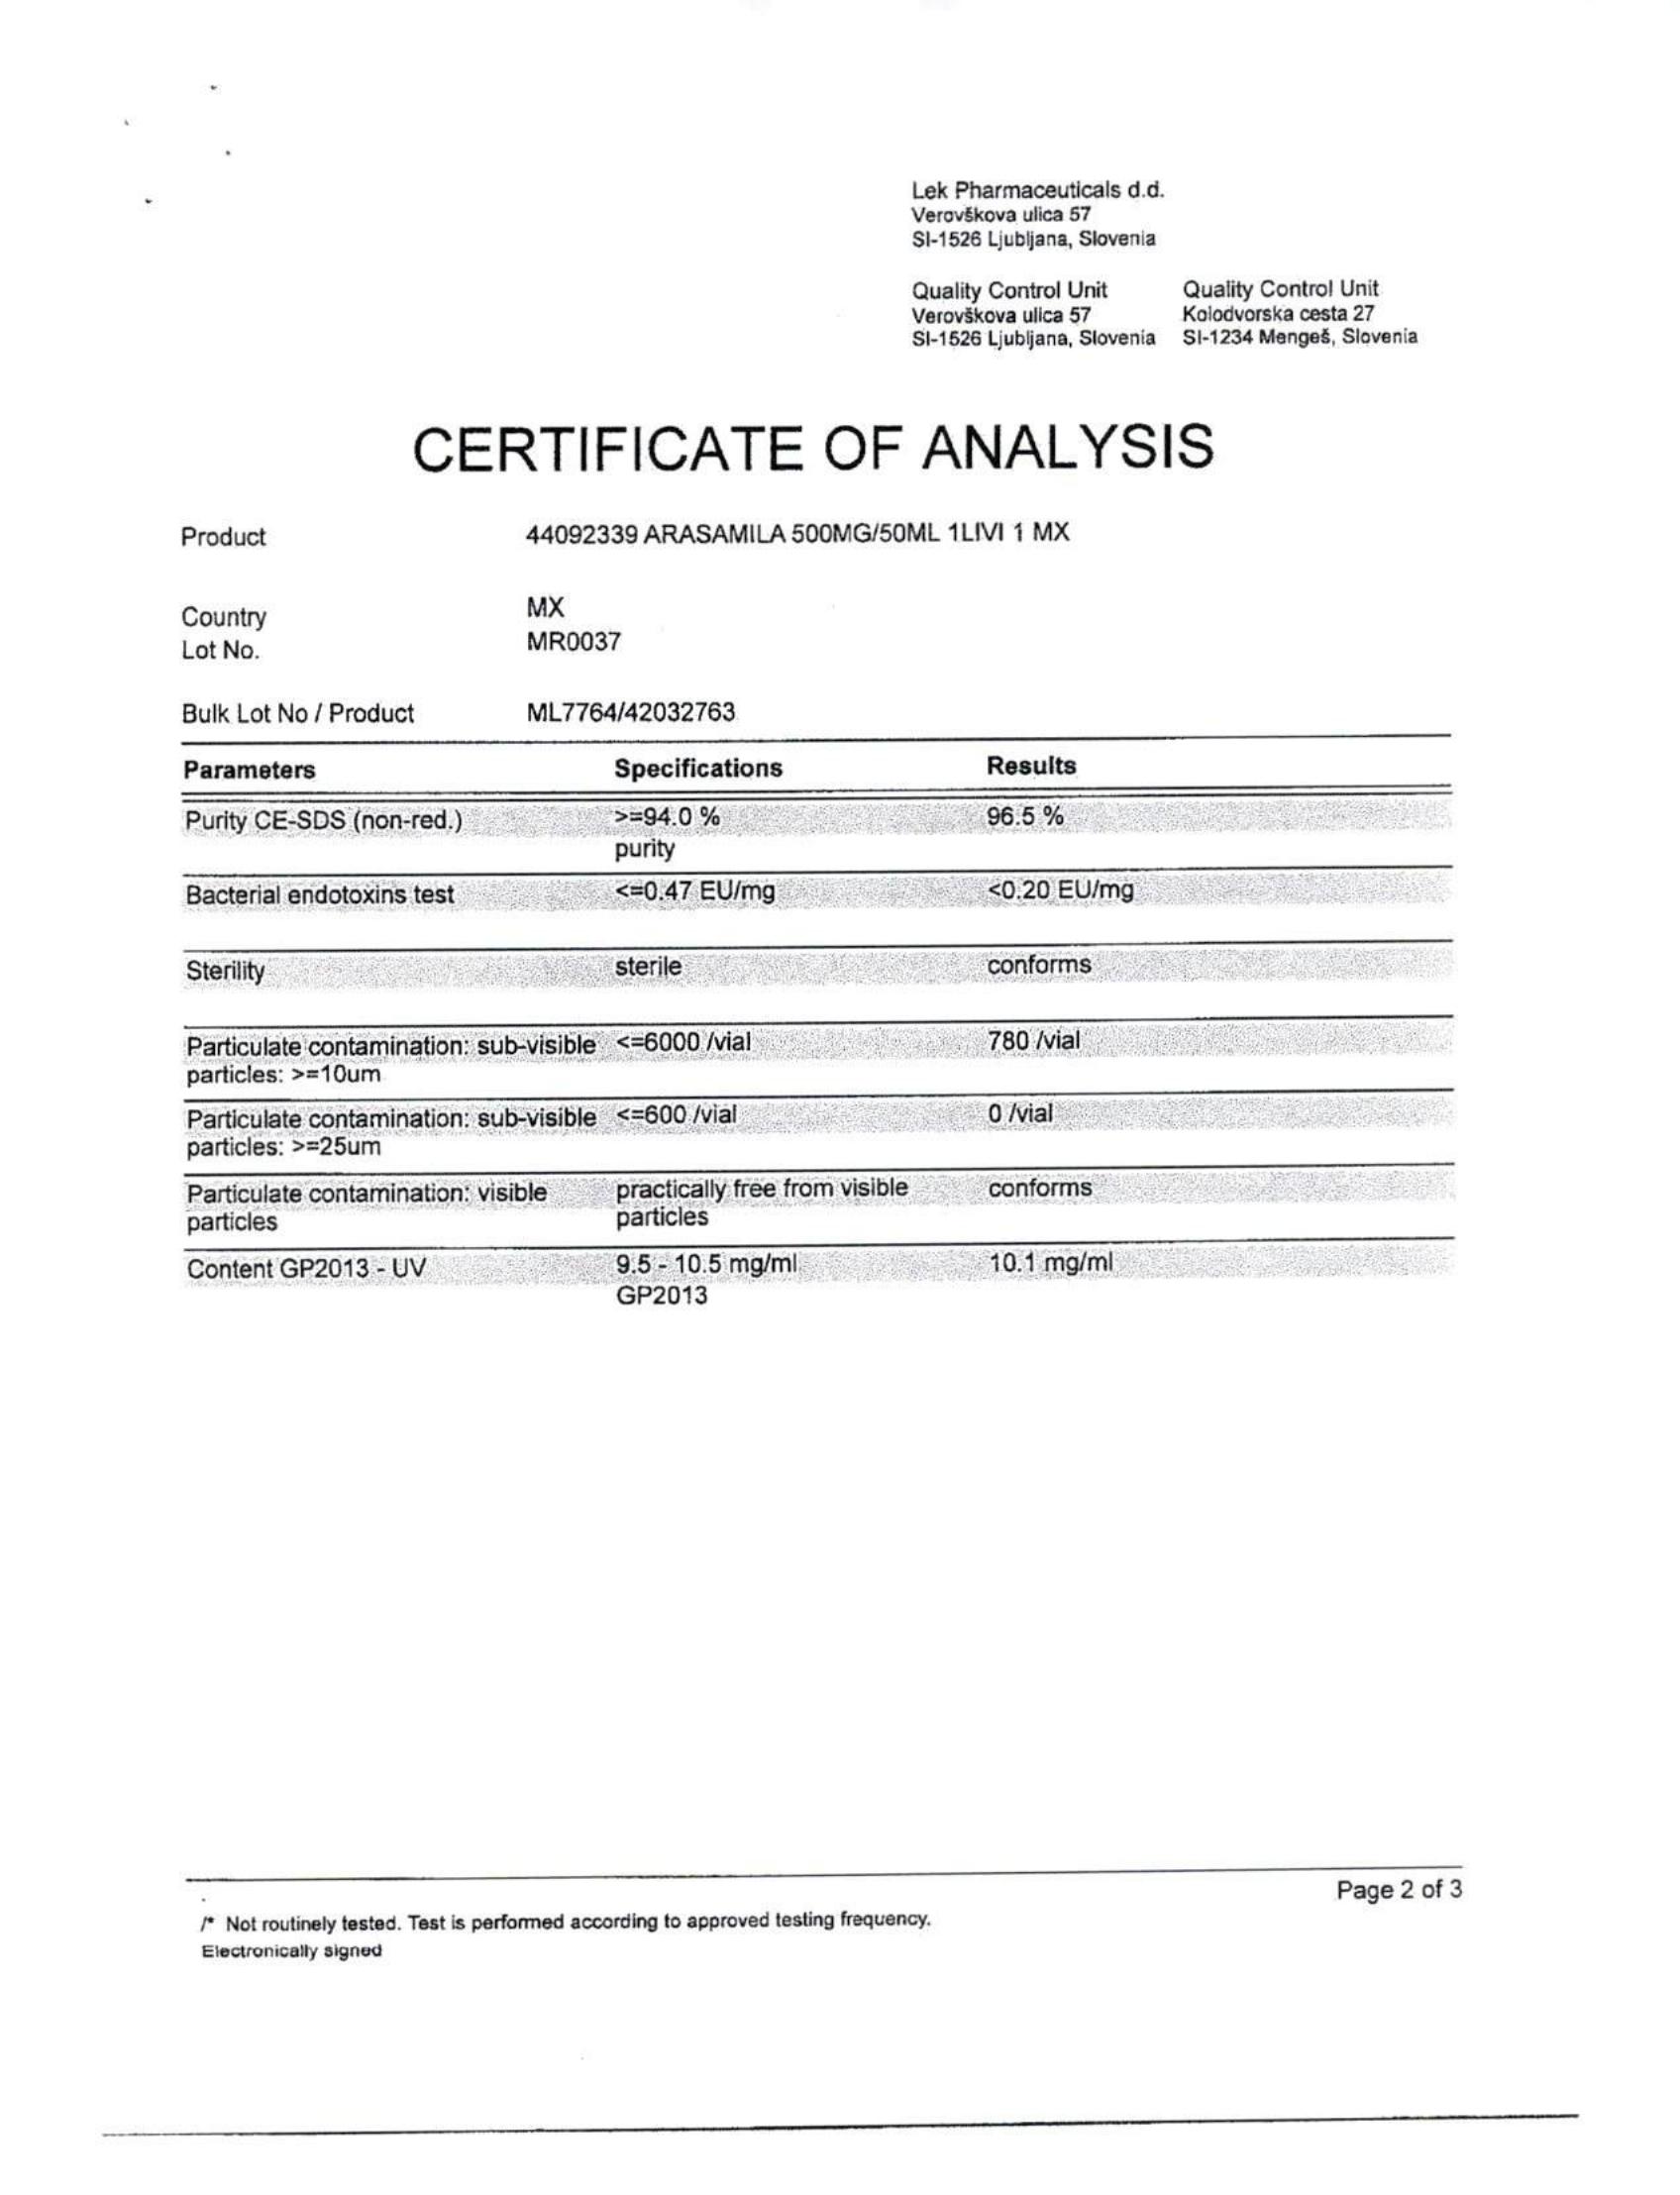 Lek Pharmaceuticals d.d.
Verovškova ulica 57
SI-1526 Ljubljana, Slovenia
Quality Control Unit Quality Control Unit
Verovškova ulica 57 Kolodvorska cesta 27
SI-1526 Ljubljana, Slovenia SI-1234 Mengeš, Slovenia
CERTIFICATE OF ANALYSIS
Product 44092339 ARASAMILA 500MG/50ML 1LIVI 1 MX
Country MX
Lot No. MR0037
Bulk Lot No / Product ML7764/42032763
Parameters Specifications Results
Purity CE-SDS (non-red.) >=94.0 % 96.5 %
purity
Bacterial endotoxins test <=0.47 EU/mg <0.20 EU/mg
Sterility sterile conforms
Particulate contamination: sub-visible <=6000 /vial 780 /vial
particles: >=10um
Particulate contamination: sub-visible <=600 /vial 0 /vial
particles: >=25um
Particulate contamination: visible practically free from visible conforms
particles particles
Content GP2013 - UV 9.5 - 10.5 mg/ml 10.1 mg/ml
GP2013
Page 2 of 3
/* Not routinely tested. Test is performed according to approved testing frequency.
Electronically signed